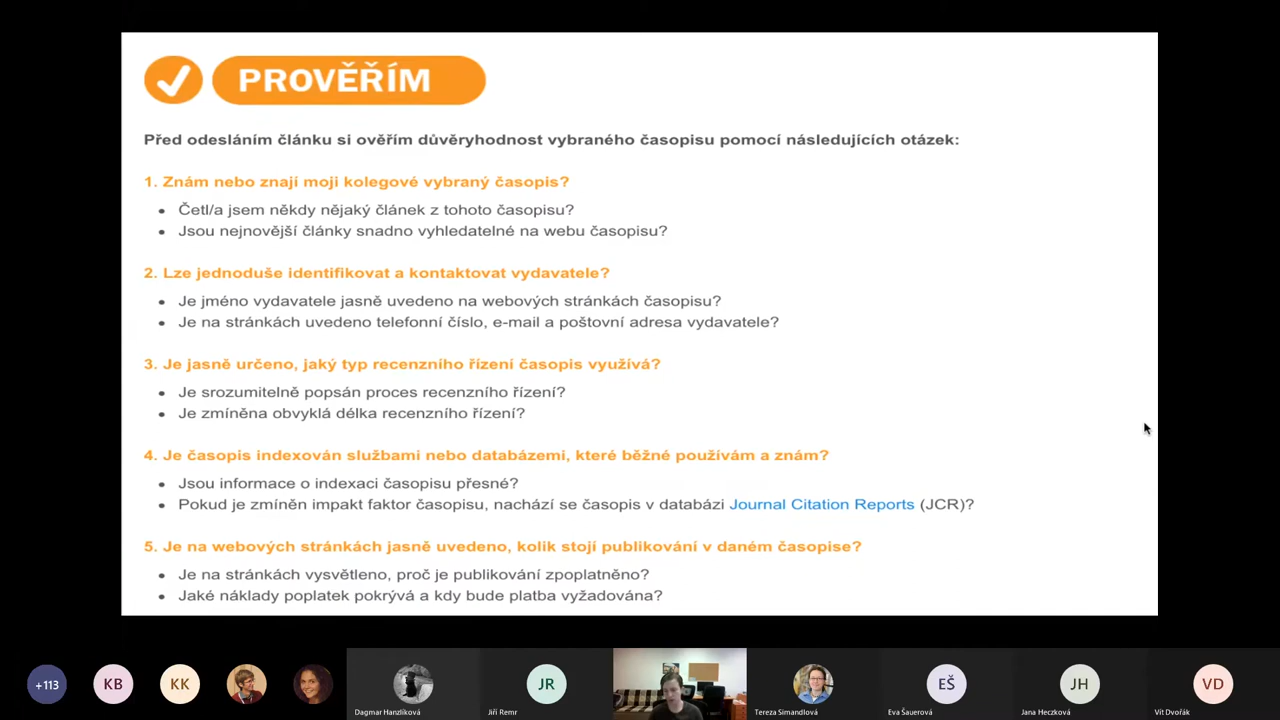 PROVĚŘÍM
Před odesláním článku si ověřím důvěryhodnost vybraného časopisu pomocí následujících otázek:
1. Znám nebo znají moji kolegové vybraný časopis?
• Četl/a jsem někdy nějaký článek z tohoto časopisu?
• Jsou nejnovější články snadno vyhledatelné na webu časopisu?
2. Lze jednoduše identifikovat a kontaktovat vydavatele?
• Je jméno vydavatele jasně uvedeno na webových stránkách časopisu?
• Je na stránkách uvedeno telefonní číslo, e-mail a poštovní adresa vydavatele?
3. Je jasně určeno, jaký typ recenzního řízení časopis využívá?
• Je srozumitelně popsán proces recenzního řízení?
• Je zmíněna obvyklá délka recenzního řízení?
4. Je časopis indexován službami nebo databázemi, které běžné používám a znám?
• Jsou informace o indexaci časopisu přesné?
• Pokud je zmíněn impakt faktor časopisu, nachází se časopis v databázi Journal Citation Reports (JCR)?
5. Je na webových stránkách jasně uvedeno, kolik stojí publikování v daném časopise?
• Je na stránkách vysvětleno, proč je publikování zpoplatněno?
• Jaké náklady poplatek pokrývá a kdy bude platba vyžadována?
+113
KB
KK
JR
EŠ
JH
VD
Dagmar Hanzlíková
Jiří Remr
Tereza Simandlová
Eva Šauerová
Jana Heczková
Vít Dvořák